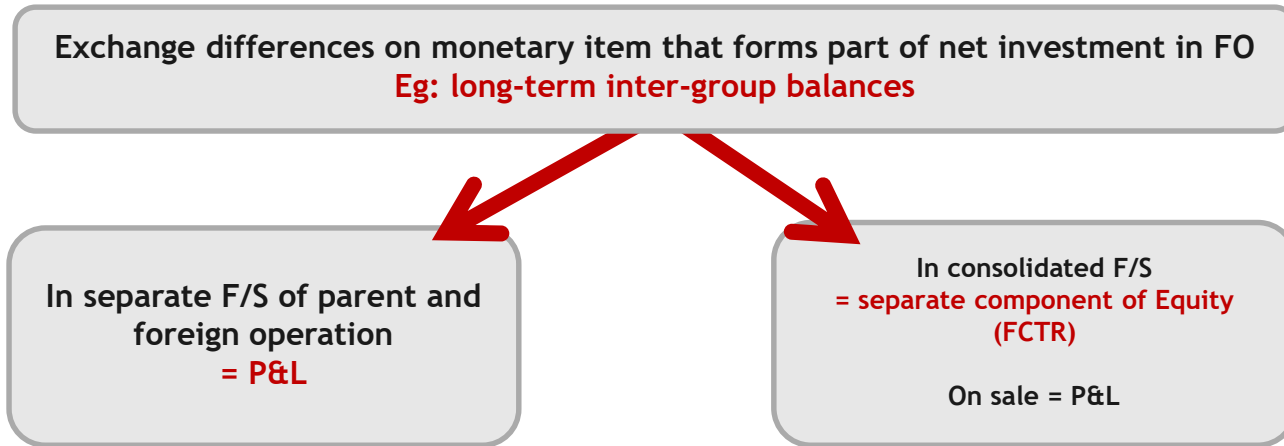 Exchange differences on monetary item that forms part of net investment in FO
Eg: long-term inter-group balances
In separate F/S of parent and
foreign operation
= P&L
In consolidated F/S
= separate component of Equity
(FCTR)
On sale = P&L